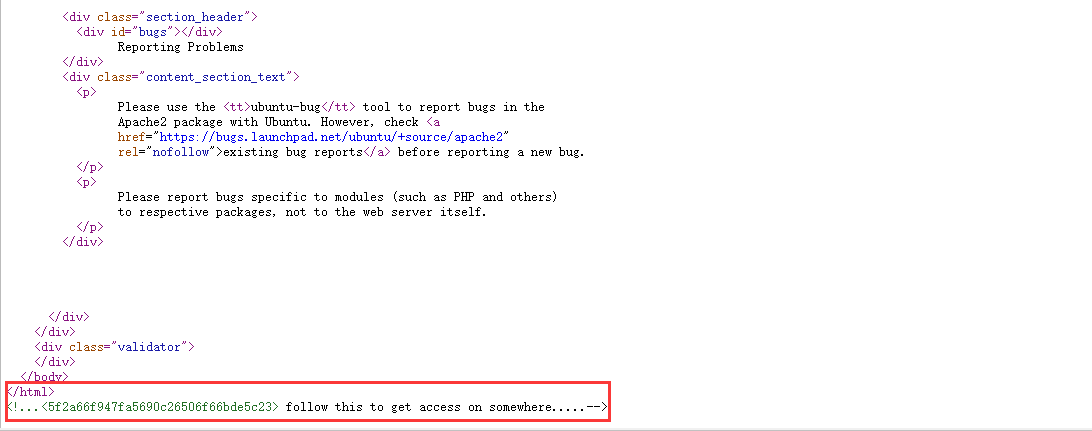 <div class="section_header">
<div id="bugs"></div>
Reporting Problems
</div>
<div class="content_section_text">
<p>
Please use the <tt>ubuntu-bug</tt> tool to report bugs in the
Apache2 package with Ubuntu. However, check <a
href="https://bugs.launchpad.net/ubuntu/+source/apache2"
rel="nofollow">existing bug reports</a> before reporting a new bug.
</p>
<p>
Please report bugs specific to modules (such as PHP and others)
to respective packages, not to the web server itself.
</p>
</div>
</div>
</div>
<div class="validator">
</div>
</body>
</html>
<!...<5f2a66f947fa5690c26506f66bde5c23> follow this to get access on somewhere.....-->